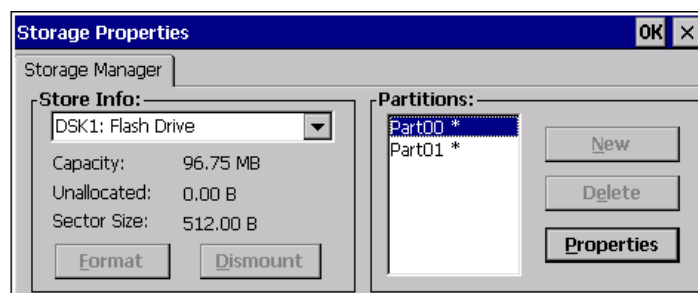 Storage Properties OK ×
Storage Manager
Store Info:
DSK1: Flash Drive
Capacity: 96.75 MB
Unallocated: 0.00 B
Sector Size: 512.00 B
Format Dismount
Partitions:
Part00 *
Part01 *
New
Delete
Properties